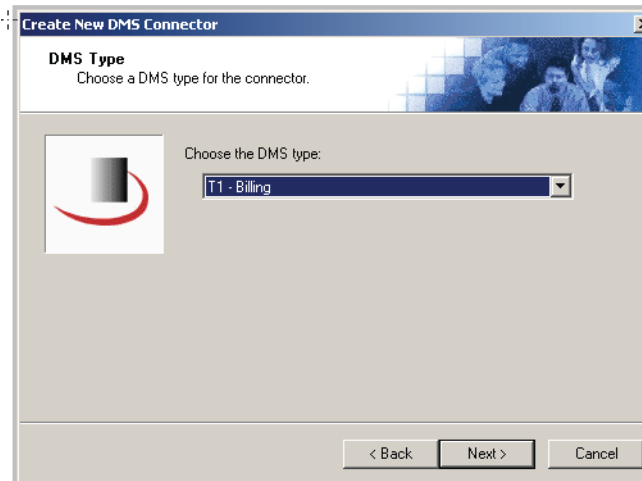 Create New DMS Connector
DMS Type
Choose a DMS type for the connector.
Choose the DMS type:
T1 - Billing
< Back Next > Cancel